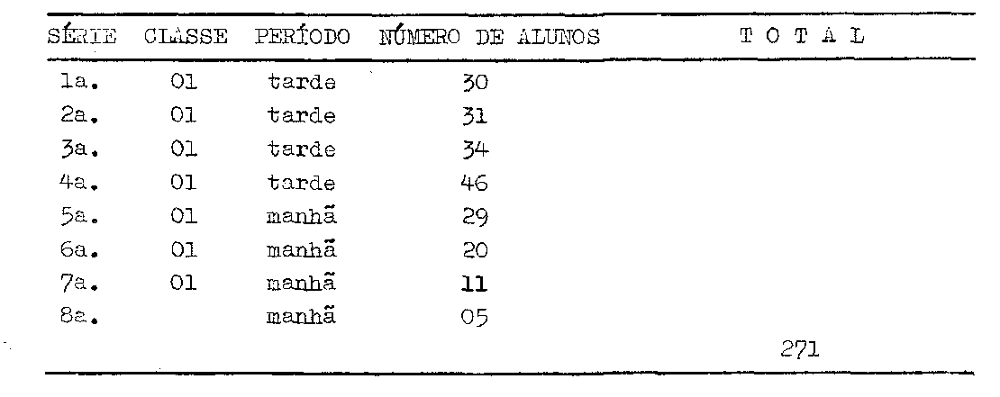 SÉRIE CLASSE PERÍODO NÚMERO DE ALUNOS T O T A L
1a. 01 tarde 30
2a. 01 tarde 31
3a. 01 tarde 34
4a. 01 tarde 46
5a. 01 manhã 29
6a. 01 manhã 20
7a. 01 manhã 11
8a. manhã 05
271